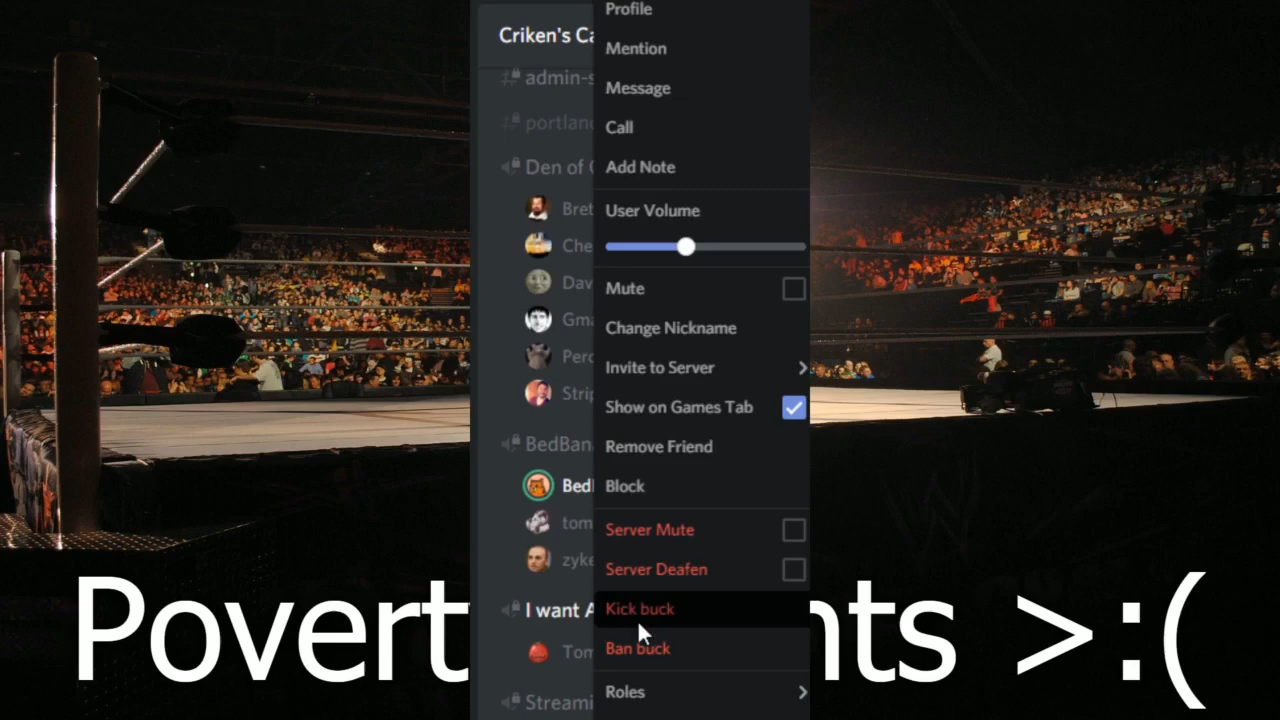 Criken's Ca
admin-s
portland
Den of
Bret
Che
Dav
Gma
Perc
Strip
BedBan
Bed
tom
zyke
I want A
Tom
Streami
Profile
Mention
Message
Call
Add Note
User Volume
Mute
Change Nickname
Invite to Server
Show on Games Tab
Remove Friend
Block
Server Mute
Server Deafen
Kick buck
Ban buck
Roles
Povert nts >:(